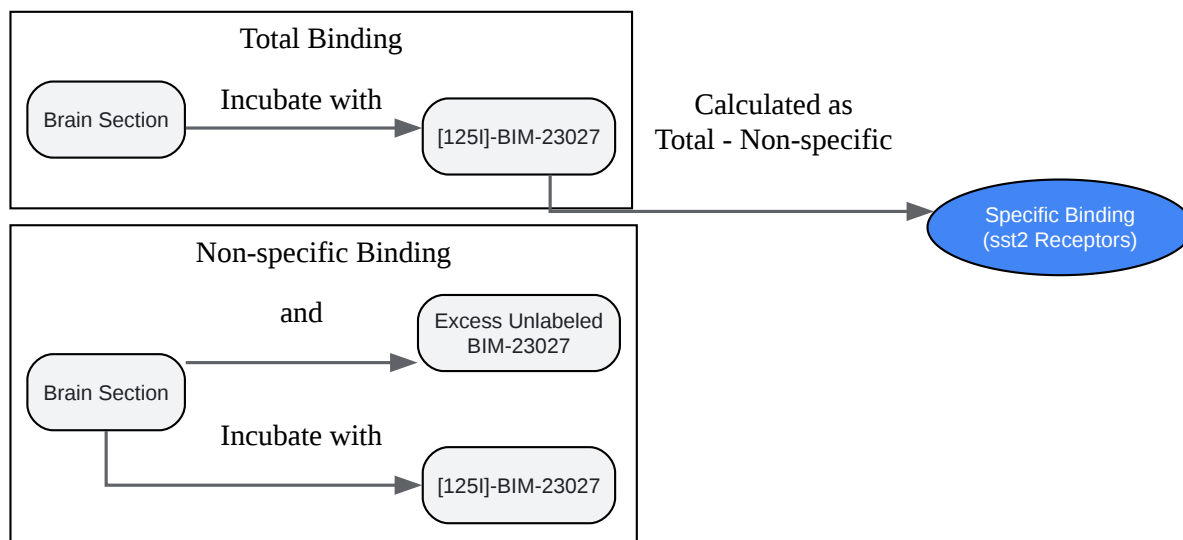 Total Binding
Brain Section
Incubate with
[125I]-BIM-23027
Calculated as
Total - Non-specific
Specific Binding
(sst2 Receptors)
Non-specific Binding
and
Excess Unlabeled
BIM-23027
Brain Section
Incubate with
[125I]-BIM-23027